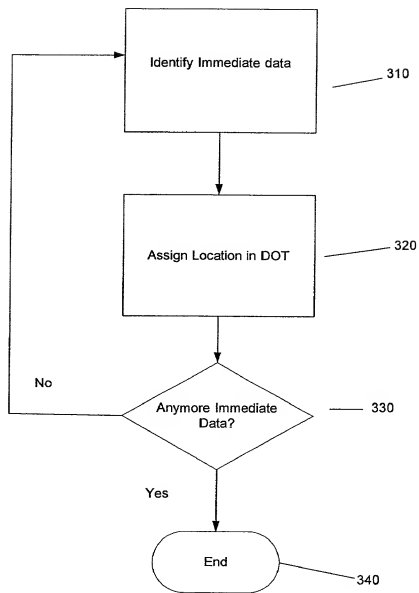 Identify Immediate data
310
Assign Location in DOT
320
No
Anymore Immediate
Data?
330
Yes
End
340